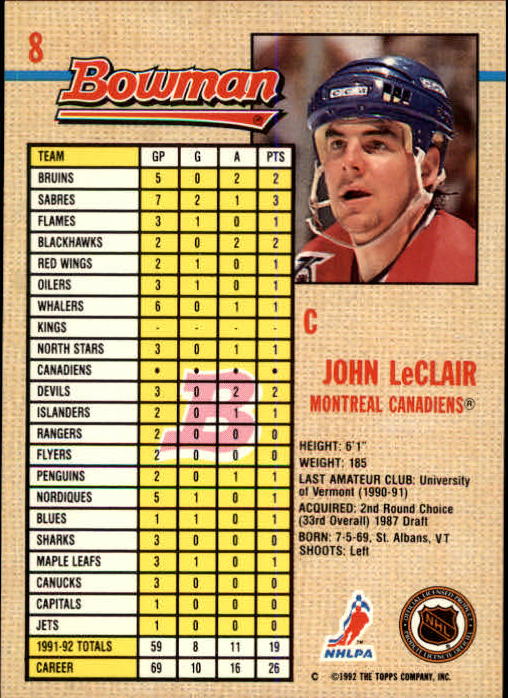 8
Bowman
CCM
TEAM GP G A PTS
BRUINS 5 0 2 2
SABRES 7 2 1 3
FLAMES 3 1 0 1
BLACKHAWKS 2 0 2 2
RED WINGS 2 1 0 1
OILERS 3 1 0 1
WHALERS 6 0 1 1
KINGS - - - -
NORTH STARS 3 0 1 1
CANADIENS • • • •
DEVILS 3 0 2 2
ISLANDERS 2 0 1 1
RANGERS 2 0 0 0
FLYERS 2 0 0 0
PENGUINS 2 0 1 1
NORDIQUES 5 1 0 1
BLUES 1 1 0 1
SHARKS 3 0 0 0
MAPLE LEAFS 3 1 0 1
CANUCKS 3 0 0 0
CAPITALS 1 0 0 0
JETS 1 0 0 0
1991-92 TOTALS 59 8 11 19
CAREER 69 10 16 26
B
C
JOHN LeCLAIR
MONTREAL CANADIENS®
HEIGHT: 6'1"
WEIGHT: 185
LAST AMATEUR CLUB: University
of Vermont (1990-91)
ACQUIRED: 2nd Round Choice
(33rd Overall) 1987 Draft
BORN: 7-5-69, St. Albans, VT
SHOOTS: Left
NHLPA
OFFICIAL LICENSED PRODUCT
NHL
C ©1992 THE TOPPS COMPANY, INC.